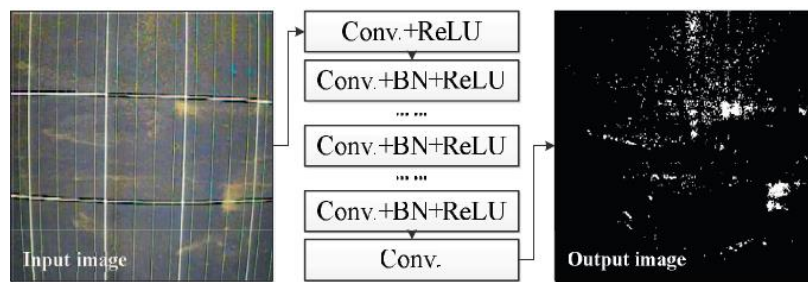 Conv.+ReLU
Conv.+BN+ReLU
... ...
Conv.+BN+ReLU
... ...
Conv.+BN+ReLU
Conv.
Input image
Output image